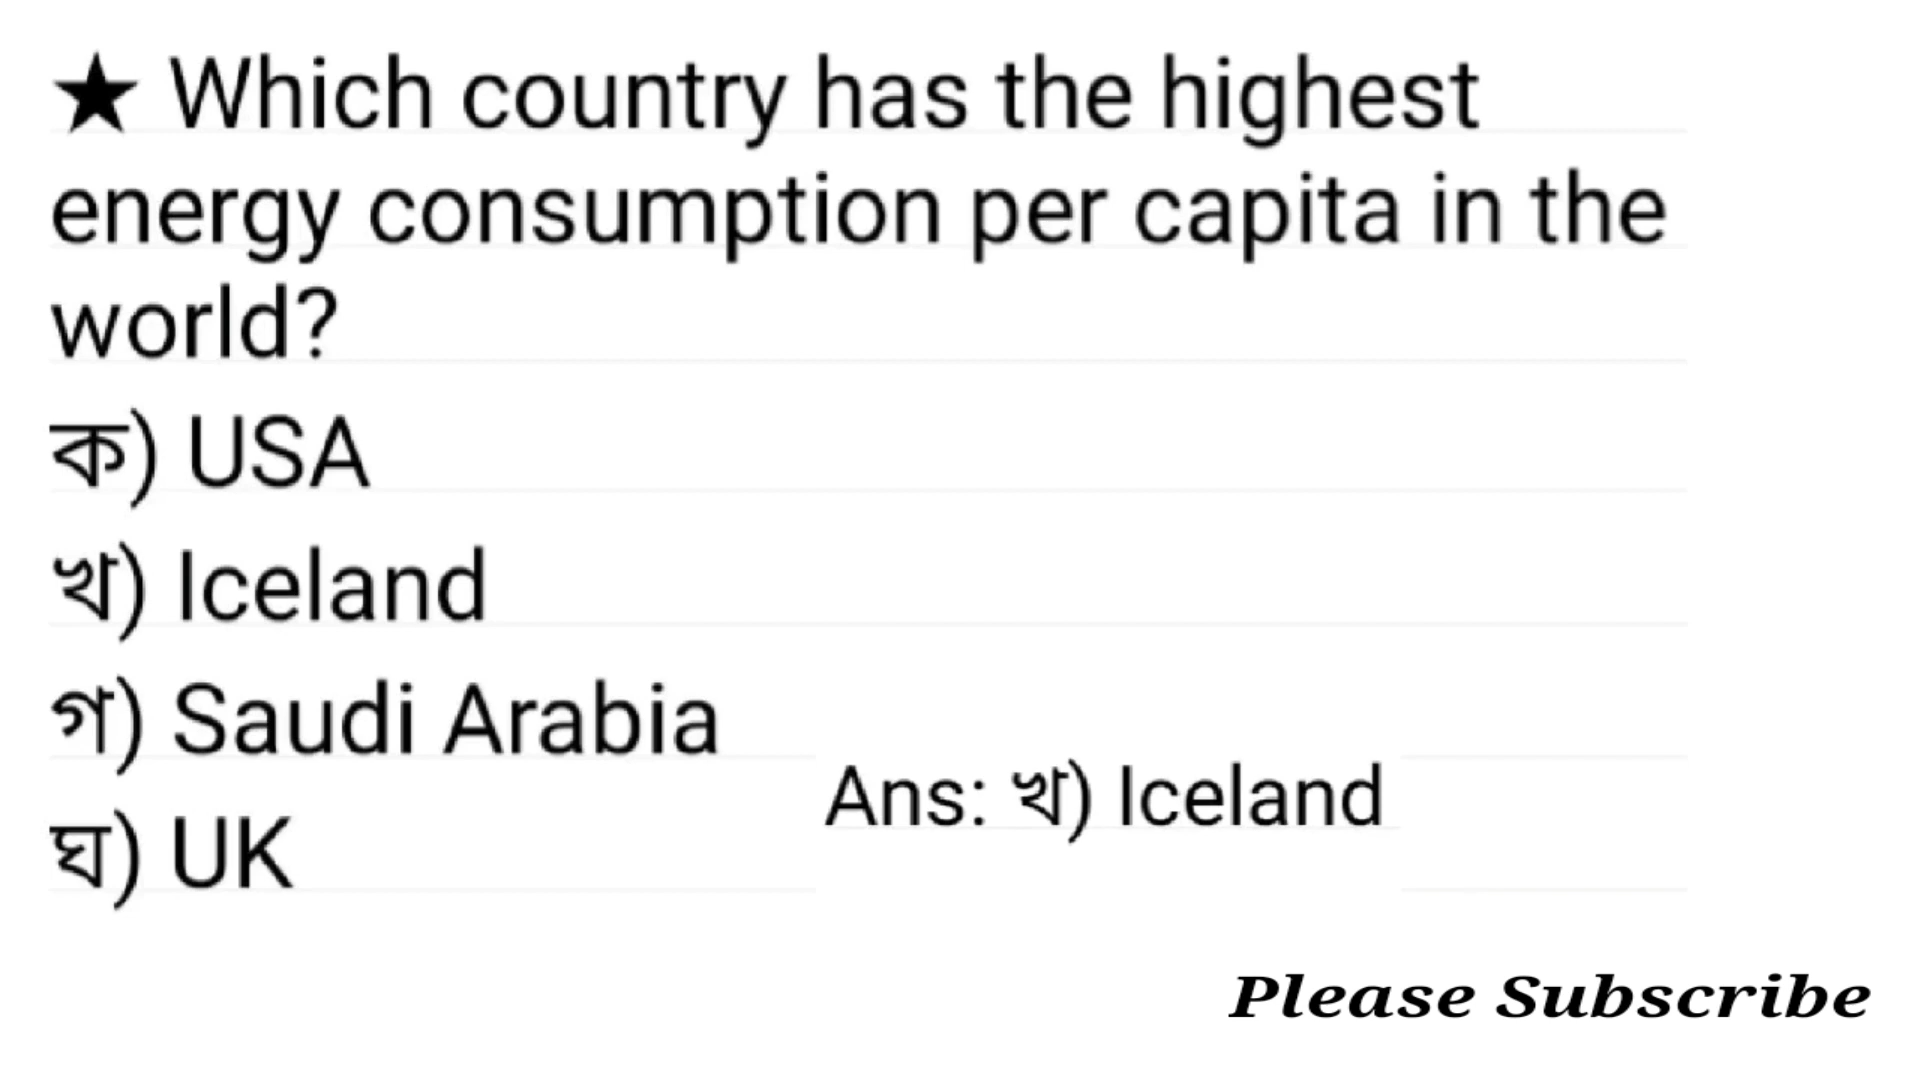 ★ Which country has the highest
energy consumption per capita in the
world?
ক) USA
খ) Iceland
গ) Saudi Arabia
ঘ) UK
Ans: খ) Iceland
Please Subscribe